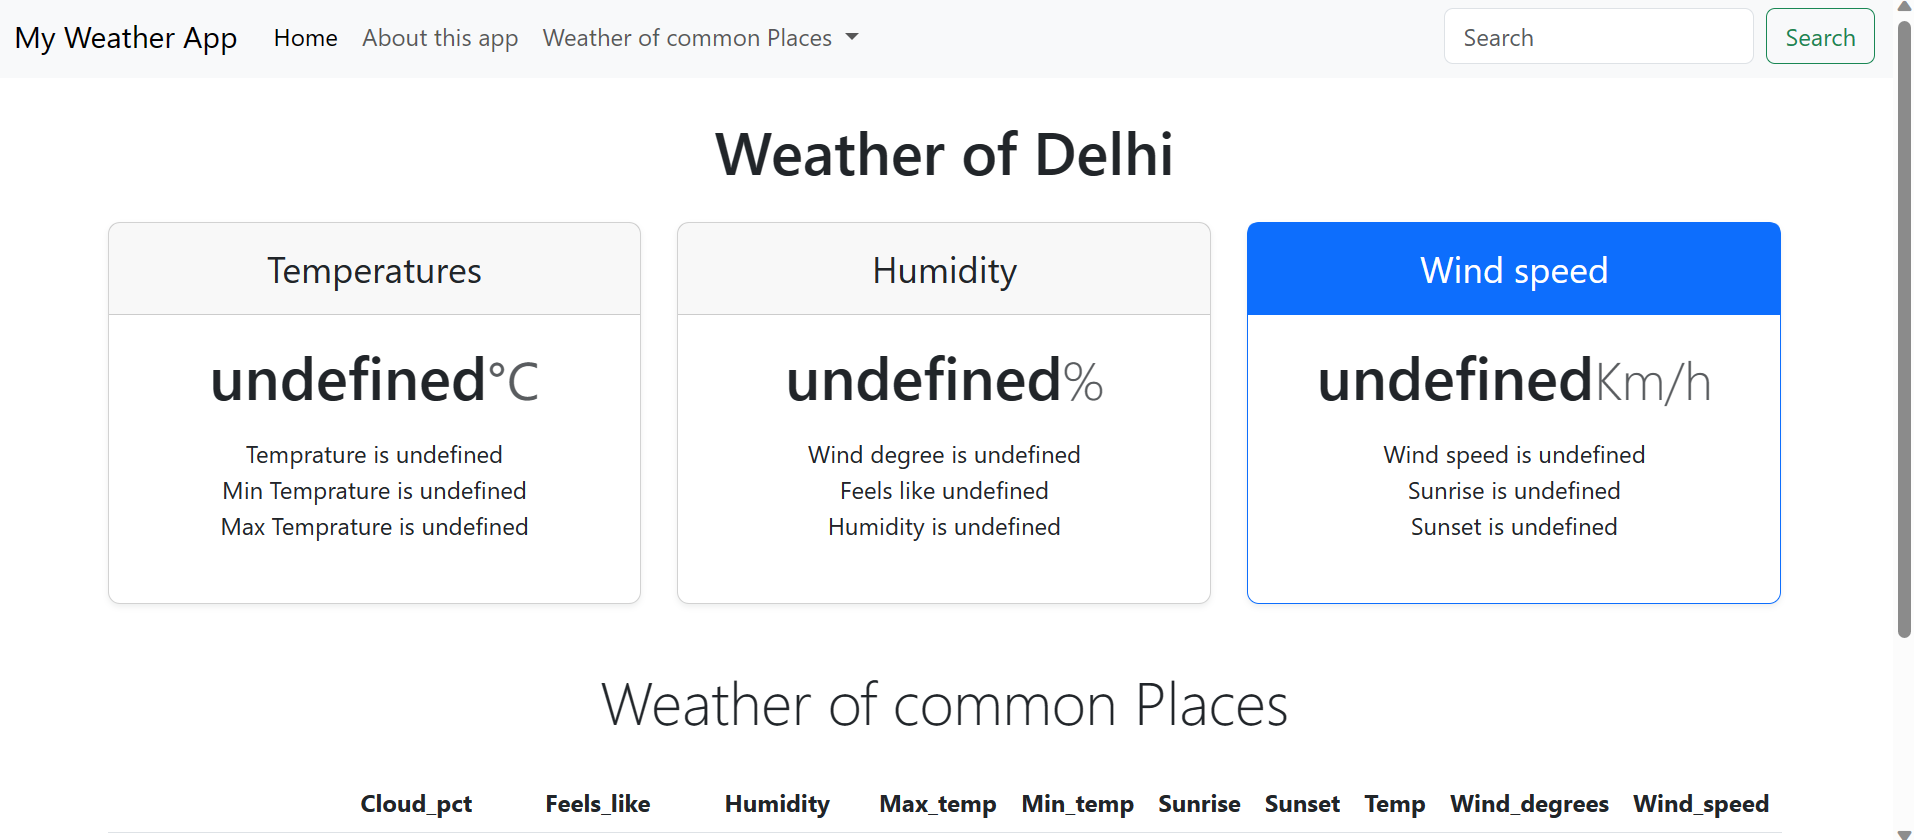 My Weather App Home About this app Weather of common Places Search Search
Weather of Delhi
Temperatures
undefined°C
Temprature is undefined
Min Temprature is undefined
Max Temprature is undefined
Humidity
undefined%
Wind degree is undefined
Feels like undefined
Humidity is undefined
Wind speed
undefinedKm/h
Wind speed is undefined
Sunrise is undefined
Sunset is undefined
Weather of common Places
Cloud_pct Feels_like Humidity Max_temp Min_temp Sunrise Sunset Temp Wind_degrees Wind_speed